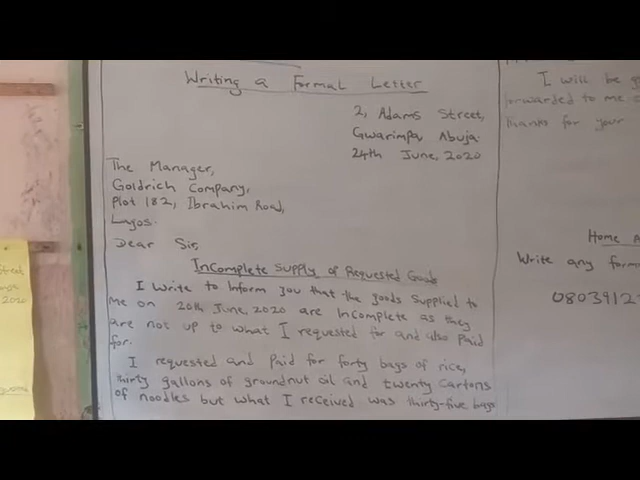 Writing a Formal Letter
2, Adams Street,
Gwarimpa, Abuja.
24th June, 2020
The Manager,
Goldrich Company,
Plot 182, Ibrahim Road,
Lagos.
Dear Sir,
Incomplete Supply of Requested Goods
I write to inform you that the goods supplied to
me on 20th June, 2020 are incomplete as they
are not up to what I requested for and also paid
for.
I requested and paid for forty bags of rice,
thirty gallons of groundnut oil and twenty cartons
of noodles but what I received was thirty-five bags
I will be
forwarded to me
thanks for your
Home
Write any
0803912
Street
2020